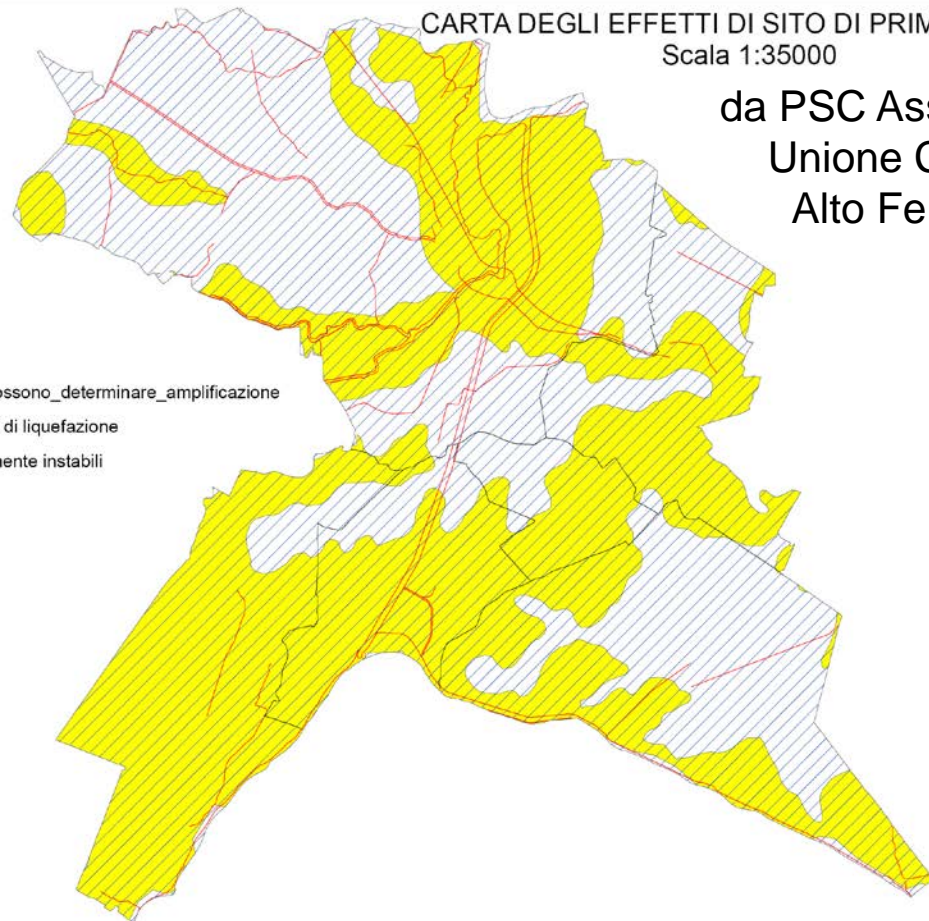 CARTA DEGLI EFFETTI DI SITO DI PRIM
Scala 1:35000
da PSC Ass
Unione C
Alto Fe
ossono_determinare_amplificazione
di liquefazione
nente instabili